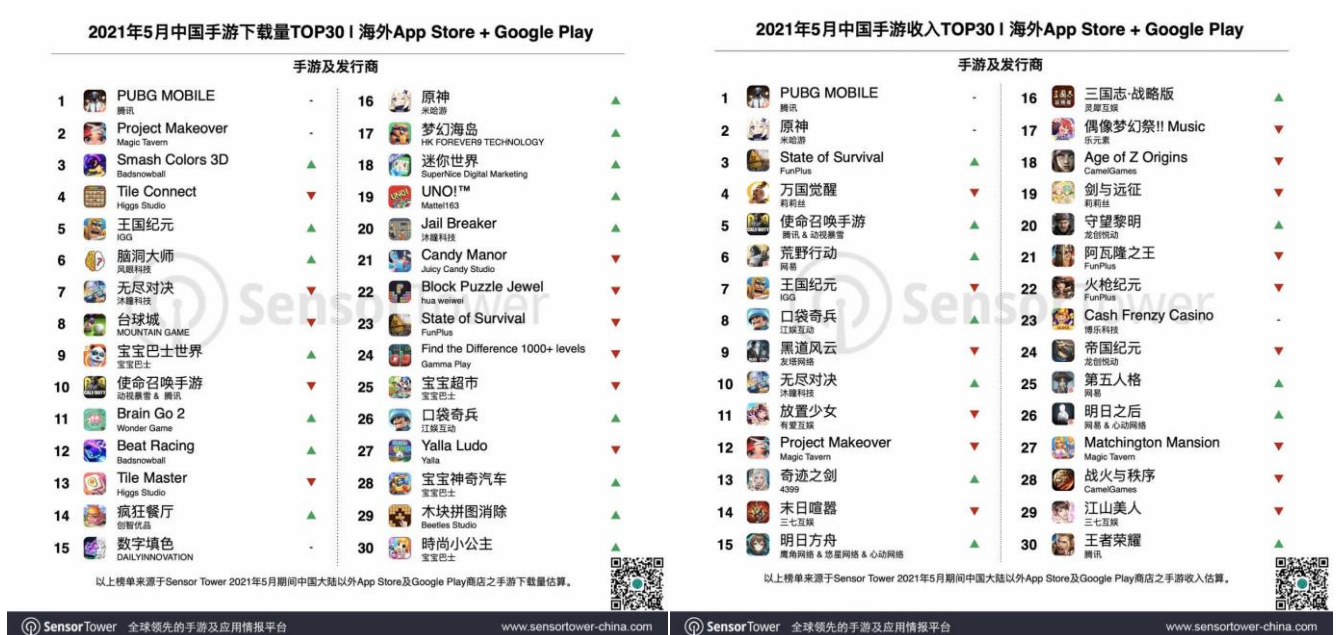 2021年5月中国手游下载量TOP30 | 海外App Store + Google Play
手游及发行商
1 PUBG MOBILE -
腾讯
2 Project Makeover -
Magic Tavern
3 Smash Colors 3D ▲
Badsnowball
4 Tile Connect ▼
Higgs Studio
5 王国纪元 ▲
IGG
6 脑洞大师 ▲
风眼科技
7 无尽对决 ▼
沐瞳科技
8 台球城 ▼
MOUNTAIN GAME
9 宝宝巴士世界 ▲
宝宝巴士
10 使命召唤手游 ▼
动视暴雪 & 腾讯
11 Brain Go 2 ▲
Wonder Game
12 Beat Racing ▲
Badsnowball
13 Tile Master ▼
Higgs Studio
14 疯狂餐厅 ▲
创智优品
15 数字填色 -
DAILYINNOVATION
16 原神 ▲
米哈游
17 梦幻海岛 ▲
HK FOREVER9 TECHNOLOGY
18 迷你世界 ▲
SuperNice Digital Marketing
19 UNO!™ ▲
Mattel163
20 Jail Breaker ▲
沐瞳科技
21 Candy Manor ▼
Juicy Candy Studio
22 Block Puzzle Jewel ▼
hua weiwei
23 State of Survival ▼
FunPlus
24 Find the Difference 1000+ levels ▼
Gamma Play
25 宝宝超市 ▼
宝宝巴士
26 口袋奇兵 ▲
江娱互动
27 Yalla Ludo ▼
Yalla
28 宝宝神奇汽车 ▲
宝宝巴士
29 木块拼图消除 ▲
Beetles Studio
30 時尚小公主 ▲
宝宝巴士
SensorTower
以上榜单来源于Sensor Tower 2021年5月期间中国大陆以外App Store及Google Play商店之手游下载量估算。
SensorTower 全球领先的手游及应用情报平台 www.sensortower-china.com
2021年5月中国手游收入TOP30 | 海外App Store + Google Play
手游及发行商
1 PUBG MOBILE -
腾讯
2 原神 -
米哈游
3 State of Survival ▲
FunPlus
4 万国觉醒 ▼
莉莉丝
5 使命召唤手游 ▲
腾讯 & 动视暴雪
6 荒野行动 ▲
网易
7 王国纪元 ▼
IGG
8 口袋奇兵 ▲
江娱互动
9 黑道风云 ▼
友塔网络
10 无尽对决 ▲
沐瞳科技
11 放置少女 ▼
有爱互娱
12 Project Makeover ▼
Magic Tavern
13 奇迹之剑 ▲
4399
14 末日喧嚣 ▼
三七互娱
15 明日方舟 ▲
鹰角网络 & 悠星网络 & 心动网络
16 三国志·战略版 ▲
灵犀互娱
17 偶像梦幻祭!! Music ▼
乐元素
18 Age of Z Origins ▼
CamelGames
19 剑与远征 ▼
莉莉丝
20 守望黎明 ▲
龙创悦动
21 阿瓦隆之王 ▼
FunPlus
22 火枪纪元 ▼
FunPlus
23 Cash Frenzy Casino -
博乐科技
24 帝国纪元 ▼
龙创悦动
25 第五人格 ▲
网易
26 明日之后 ▲
网易 & 心动网络
27 Matchington Mansion ▼
Magic Tavern
28 战火与秩序 ▼
CamelGames
29 江山美人 ▼
三七互娱
30 王者荣耀 ▲
腾讯
SensorTower
以上榜单来源于Sensor Tower 2021年5月期间中国大陆以外App Store及Google Play商店之手游收入估算。
SensorTower 全球领先的手游及应用情报平台 www.sensortower-china.com